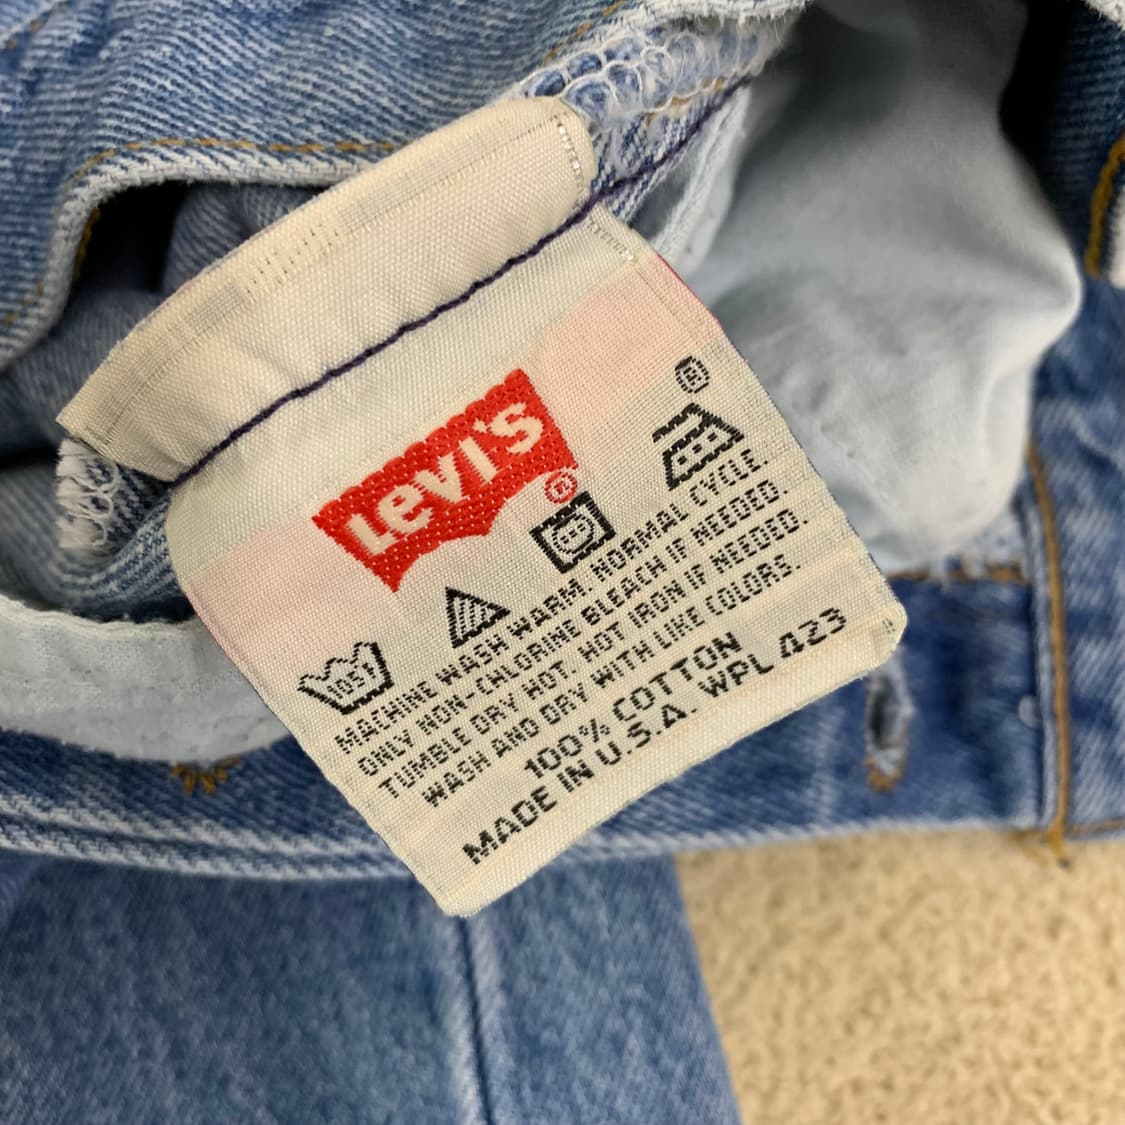 Levi's
®
®
105
MACHINE WASH WARM. NORMAL CYCLE.
ONLY NON-CHLORINE BLEACH IF NEEDED.
TUMBLE DRY HOT. HOT IRON IF NEEDED.
WASH AND DRY WITH LIKE COLORS.
100% COTTON
MADE IN U.S.A. WPL 423